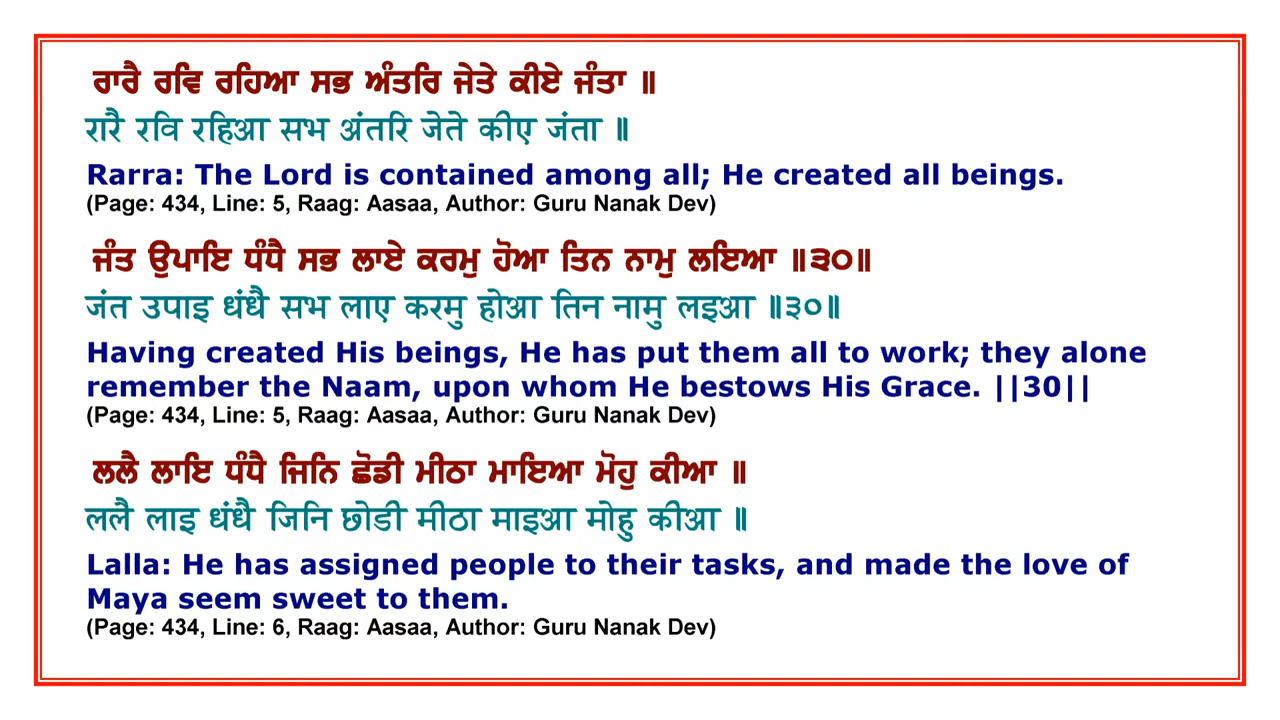 ਰਾਰੈ ਰਵਿ ਰਹਿਆ ਸਭ ਅੰਤਰਿ ਜੇਤੇ ਕੀਏ ਜੰਤਾ ॥
रारै रवि रहिआ सभ अंतरि जेते कीए जंता ॥
Rarra: The Lord is contained among all; He created all beings.
(Page: 434, Line: 5, Raag: Aasaa, Author: Guru Nanak Dev)
ਜੰਤ ਉਪਾਇ ਧੰਧੈ ਸਭ ਲਾਏ ਕਰਮੁ ਹੋਆ ਤਿਨ ਨਾਮੁ ਲਇਆ ॥੩੦॥
जंत उपाइ धंधै सभ लाए करमु होआ तिन नामु लइआ ॥३०॥
Having created His beings, He has put them all to work; they alone
remember the Naam, upon whom He bestows His Grace. ||30||
(Page: 434, Line: 5, Raag: Aasaa, Author: Guru Nanak Dev)
ਲਲੈ ਲਾਇ ਧੰਧੈ ਜਿਨਿ ਛੋਡੀ ਮੀਠਾ ਮਾਇਆ ਮੋਹੁ ਕੀਆ ॥
ललै लाइ धंधै जिनि छोडी मीठा माइआ मोहु कीआ ॥
Lalla: He has assigned people to their tasks, and made the love of
Maya seem sweet to them.
(Page: 434, Line: 6, Raag: Aasaa, Author: Guru Nanak Dev)